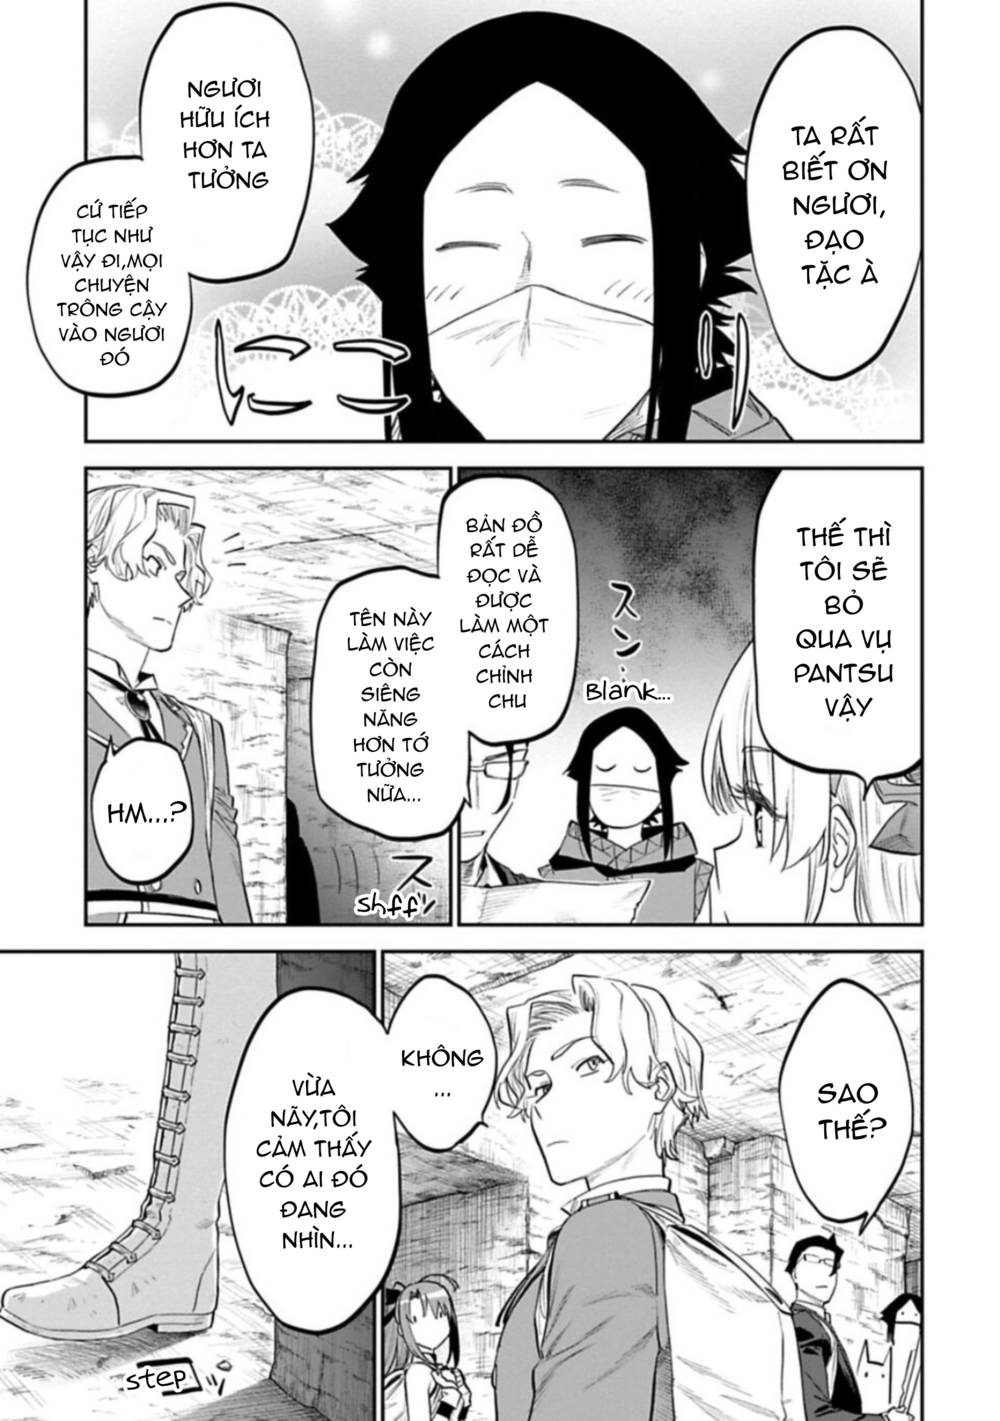 TA RẤT
BIẾT ƠN
NGƯƠI,
ĐẠO
TẶC À
NGƯƠI
HỮU ÍCH
HƠN TA
TƯỞNG
CỨ TIẾP
TỤC NHƯ
VẬY ĐI,MỌI
CHUYỆN
TRÔNG CẬY
VÀO NGƯƠI
ĐÓ
ニコ
THẾ THÌ
TÔI SẼ
BỎ
QUA VỤ
PANTSU
VẬY
スン…
Blank...
BẢN ĐỒ
RẤT DỄ
ĐỌC VÀ
ĐƯỢC
LÀM MỘT
CÁCH
CHỈNH
CHU
TÊN NÀY
LÀM VIỆC
CÒN
SIÊNG
NĂNG
HƠN TỚ
TƯỞNG
NỮA...
HM...?
スッ
shff
SAO
THẾ?
KHÔNG
...
VỪA
NÃY,TÔI
CẢM THẤY
CÓ AI ĐÓ
ĐANG
NHÌN...
step